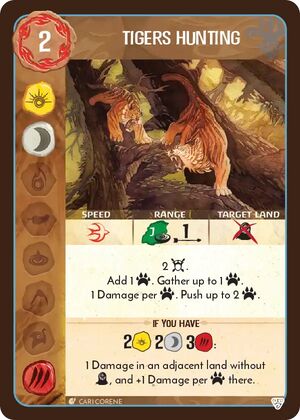 2
TIGERS HUNTING
SPEED RANGE TARGET LAND
J 1
2 .
Add 1 . Gather up to 1 .
1 Damage per . Push up to 2 .
IF YOU HAVE
2 2 3 :
1 Damage in an adjacent land without
, and +1 Damage per there.
CARI CORENE